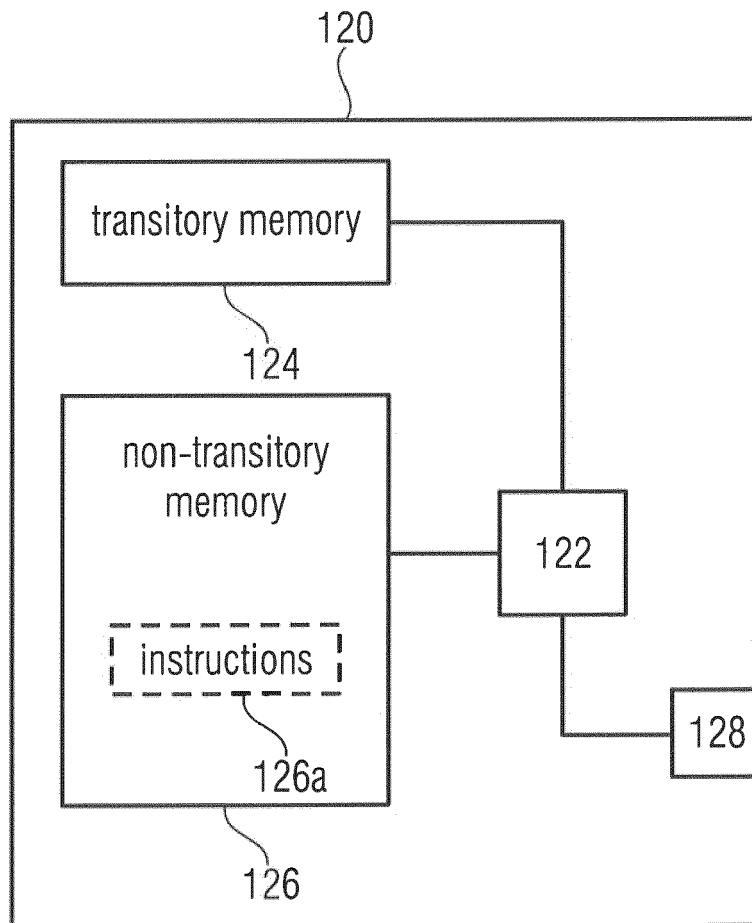 120
transitory memory
124
non-transitory
memory
122
instructions
128
126a
126